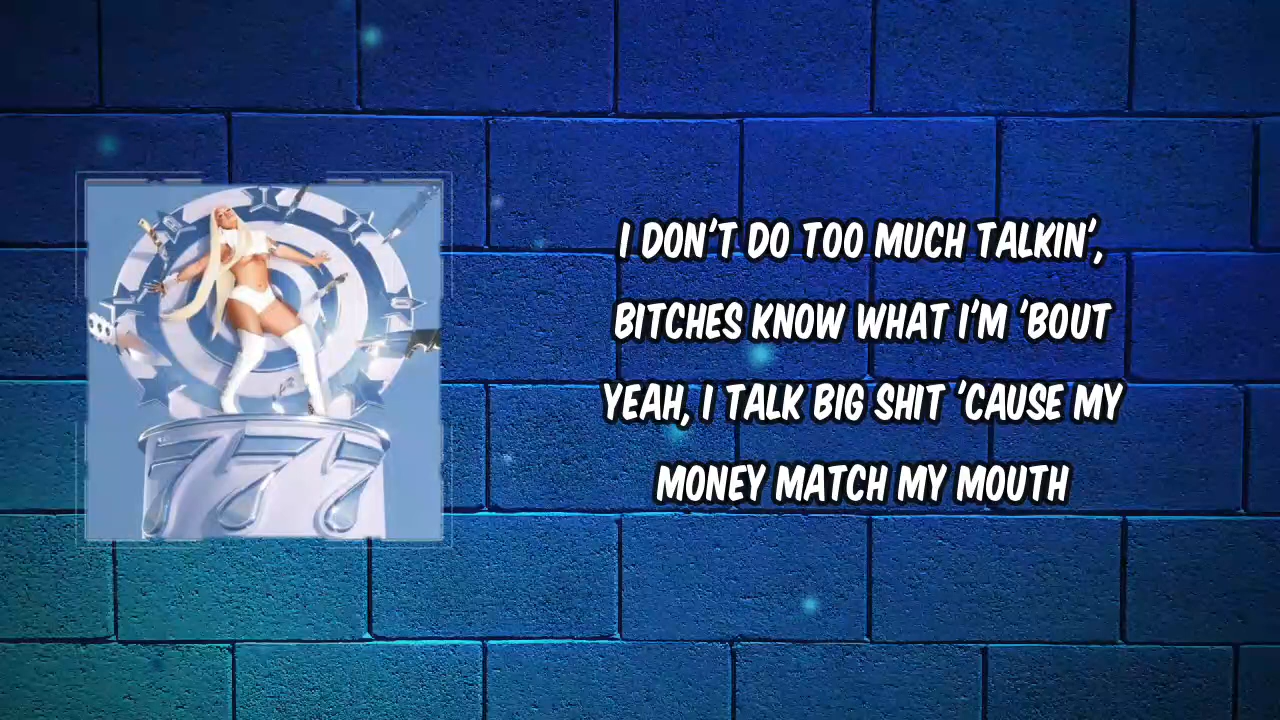 777
I DON'T DO TOO MUCH TALKIN',
BITCHES KNOW WHAT I'M 'BOUT
YEAH, I TALK BIG SHIT 'CAUSE MY
MONEY MATCH MY MOUTH